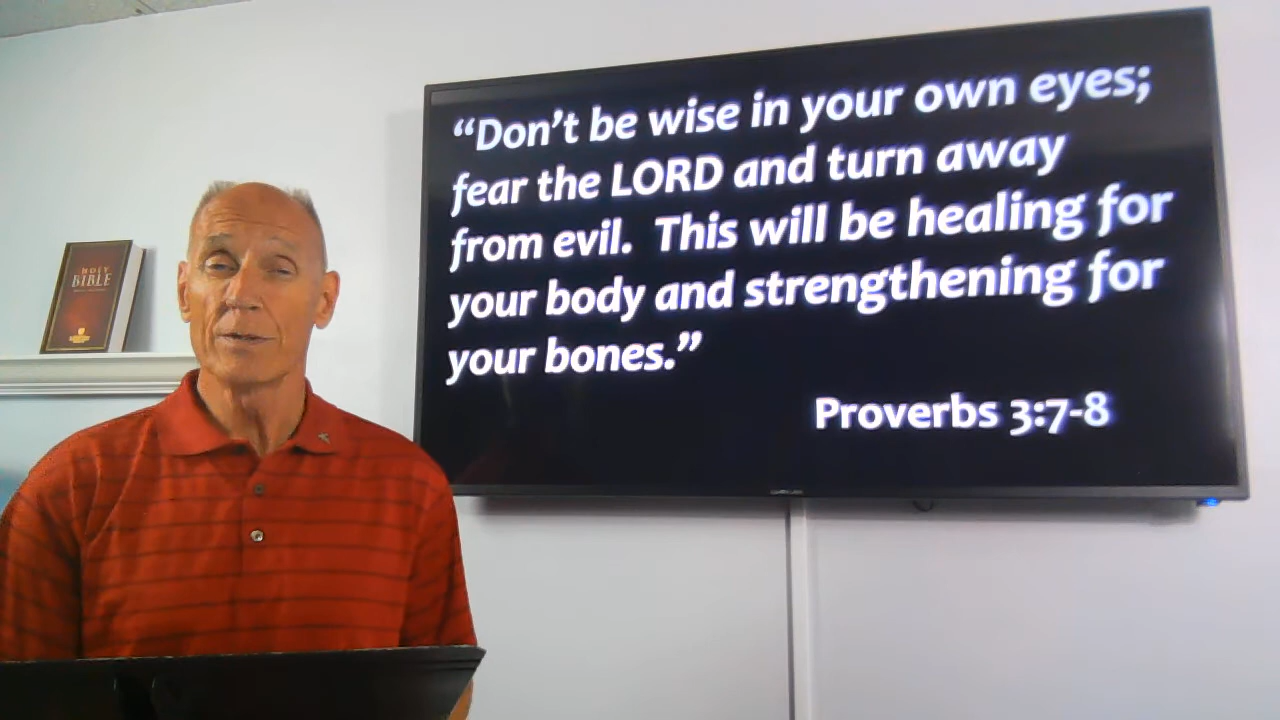 HOLY
BIBLE
“Don’t be wise in your own eyes;
fear the LORD and turn away
from evil.  This will be healing for
your body and strengthening for
your bones.”
Proverbs 3:7-8